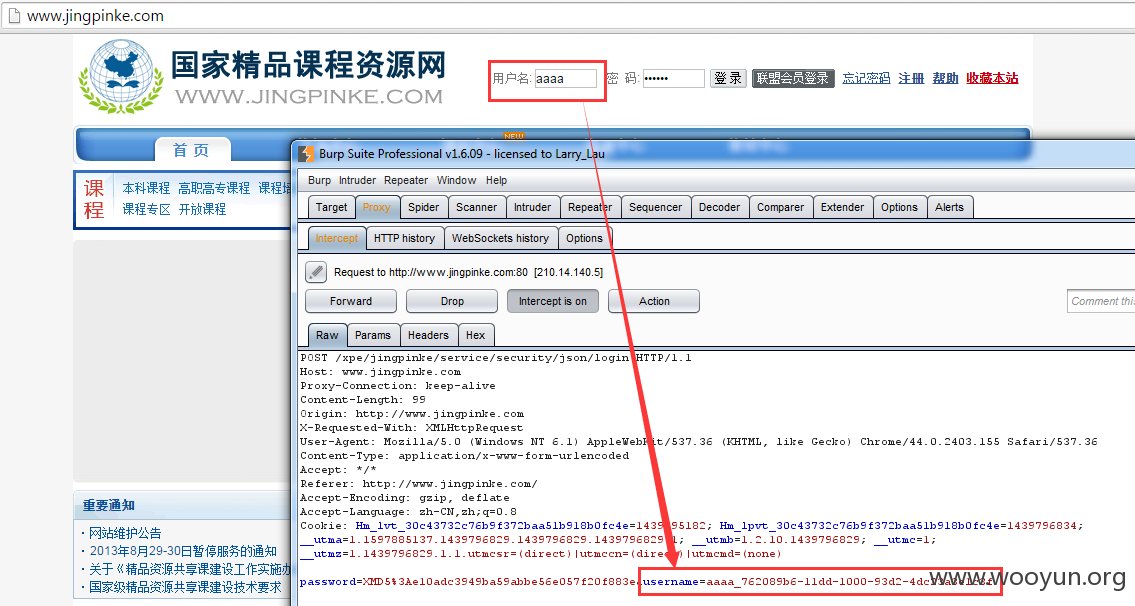 www.jingpinke.com
国家精品课程资源网
WWW.JINGPINKE.COM
用户名: aaaa 密 码: •••••• 登 录 联盟会员登录 忘记密码 注册 帮助 收藏本站
首 页
NEW
课程
本科课程 高职高专课程 课程
课程专区 开放课程
Burp Suite Professional v1.6.09 - licensed to Larry_Lau
Burp Intruder Repeater Window Help
Target Proxy Spider Scanner Intruder Repeater Sequencer Decoder Comparer Extender Options Alerts
Intercept HTTP history WebSockets history Options
Request to http://www.jingpinke.com:80 [210.14.140.5]
Forward Drop Intercept is on Action Comment this
Raw Params Headers Hex
POST /xpe/jingpinke/service/security/json/login HTTP/1.1
Host: www.jingpinke.com
Proxy-Connection: keep-alive
Content-Length: 99
Origin: http://www.jingpinke.com
X-Requested-With: XMLHttpRequest
User-Agent: Mozilla/5.0 (Windows NT 6.1) AppleWebKit/537.36 (KHTML, like Gecko) Chrome/44.0.2403.155 Safari/537.36
Content-Type: application/x-www-form-urlencoded
Accept: */*
Referer: http://www.jingpinke.com/
Accept-Encoding: gzip, deflate
Accept-Language: zh-CN,zh;q=0.8
Cookie: Hm_lvt_30c43732c76b9f372baa51b918b0fc4e=1439795182; Hm_lpvt_30c43732c76b9f372baa51b918b0fc4e=1439796834;
__utma=1.1597885137.1439796829.1439796829.1439796829.1; __utmb=1.2.10.1439796829; __utmc=1;
__utmz=1.1439796829.1.1.utmcsr=(direct)|utmccn=(direct)|utmcmd=(none)
password=XMD5%3Ae10adc3949ba59abbe56e057f20f883e&username=aaaa_762089b6-11dd-1000-93d2-
www.wooyun.org
重要通知
· 网站维护公告
· 2013年8月29-30日暂停服务的通知
· 关于《精品资源共享课建设工作实施办
· 国家级精品资源共享课建设技术要求